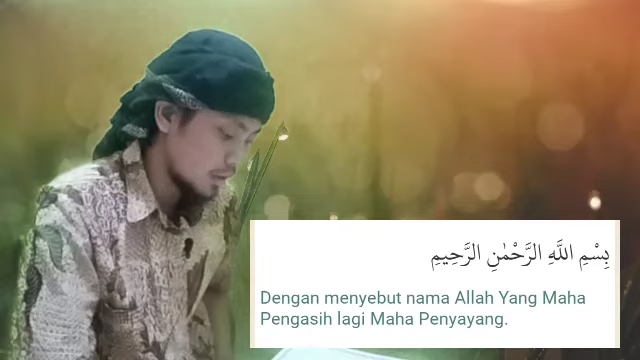 بِسْمِ اللَّهِ الرَّحْمٰنِ الرَّحِيمِ
Dengan menyebut nama Allah Yang Maha
Pengasih lagi Maha Penyayang.